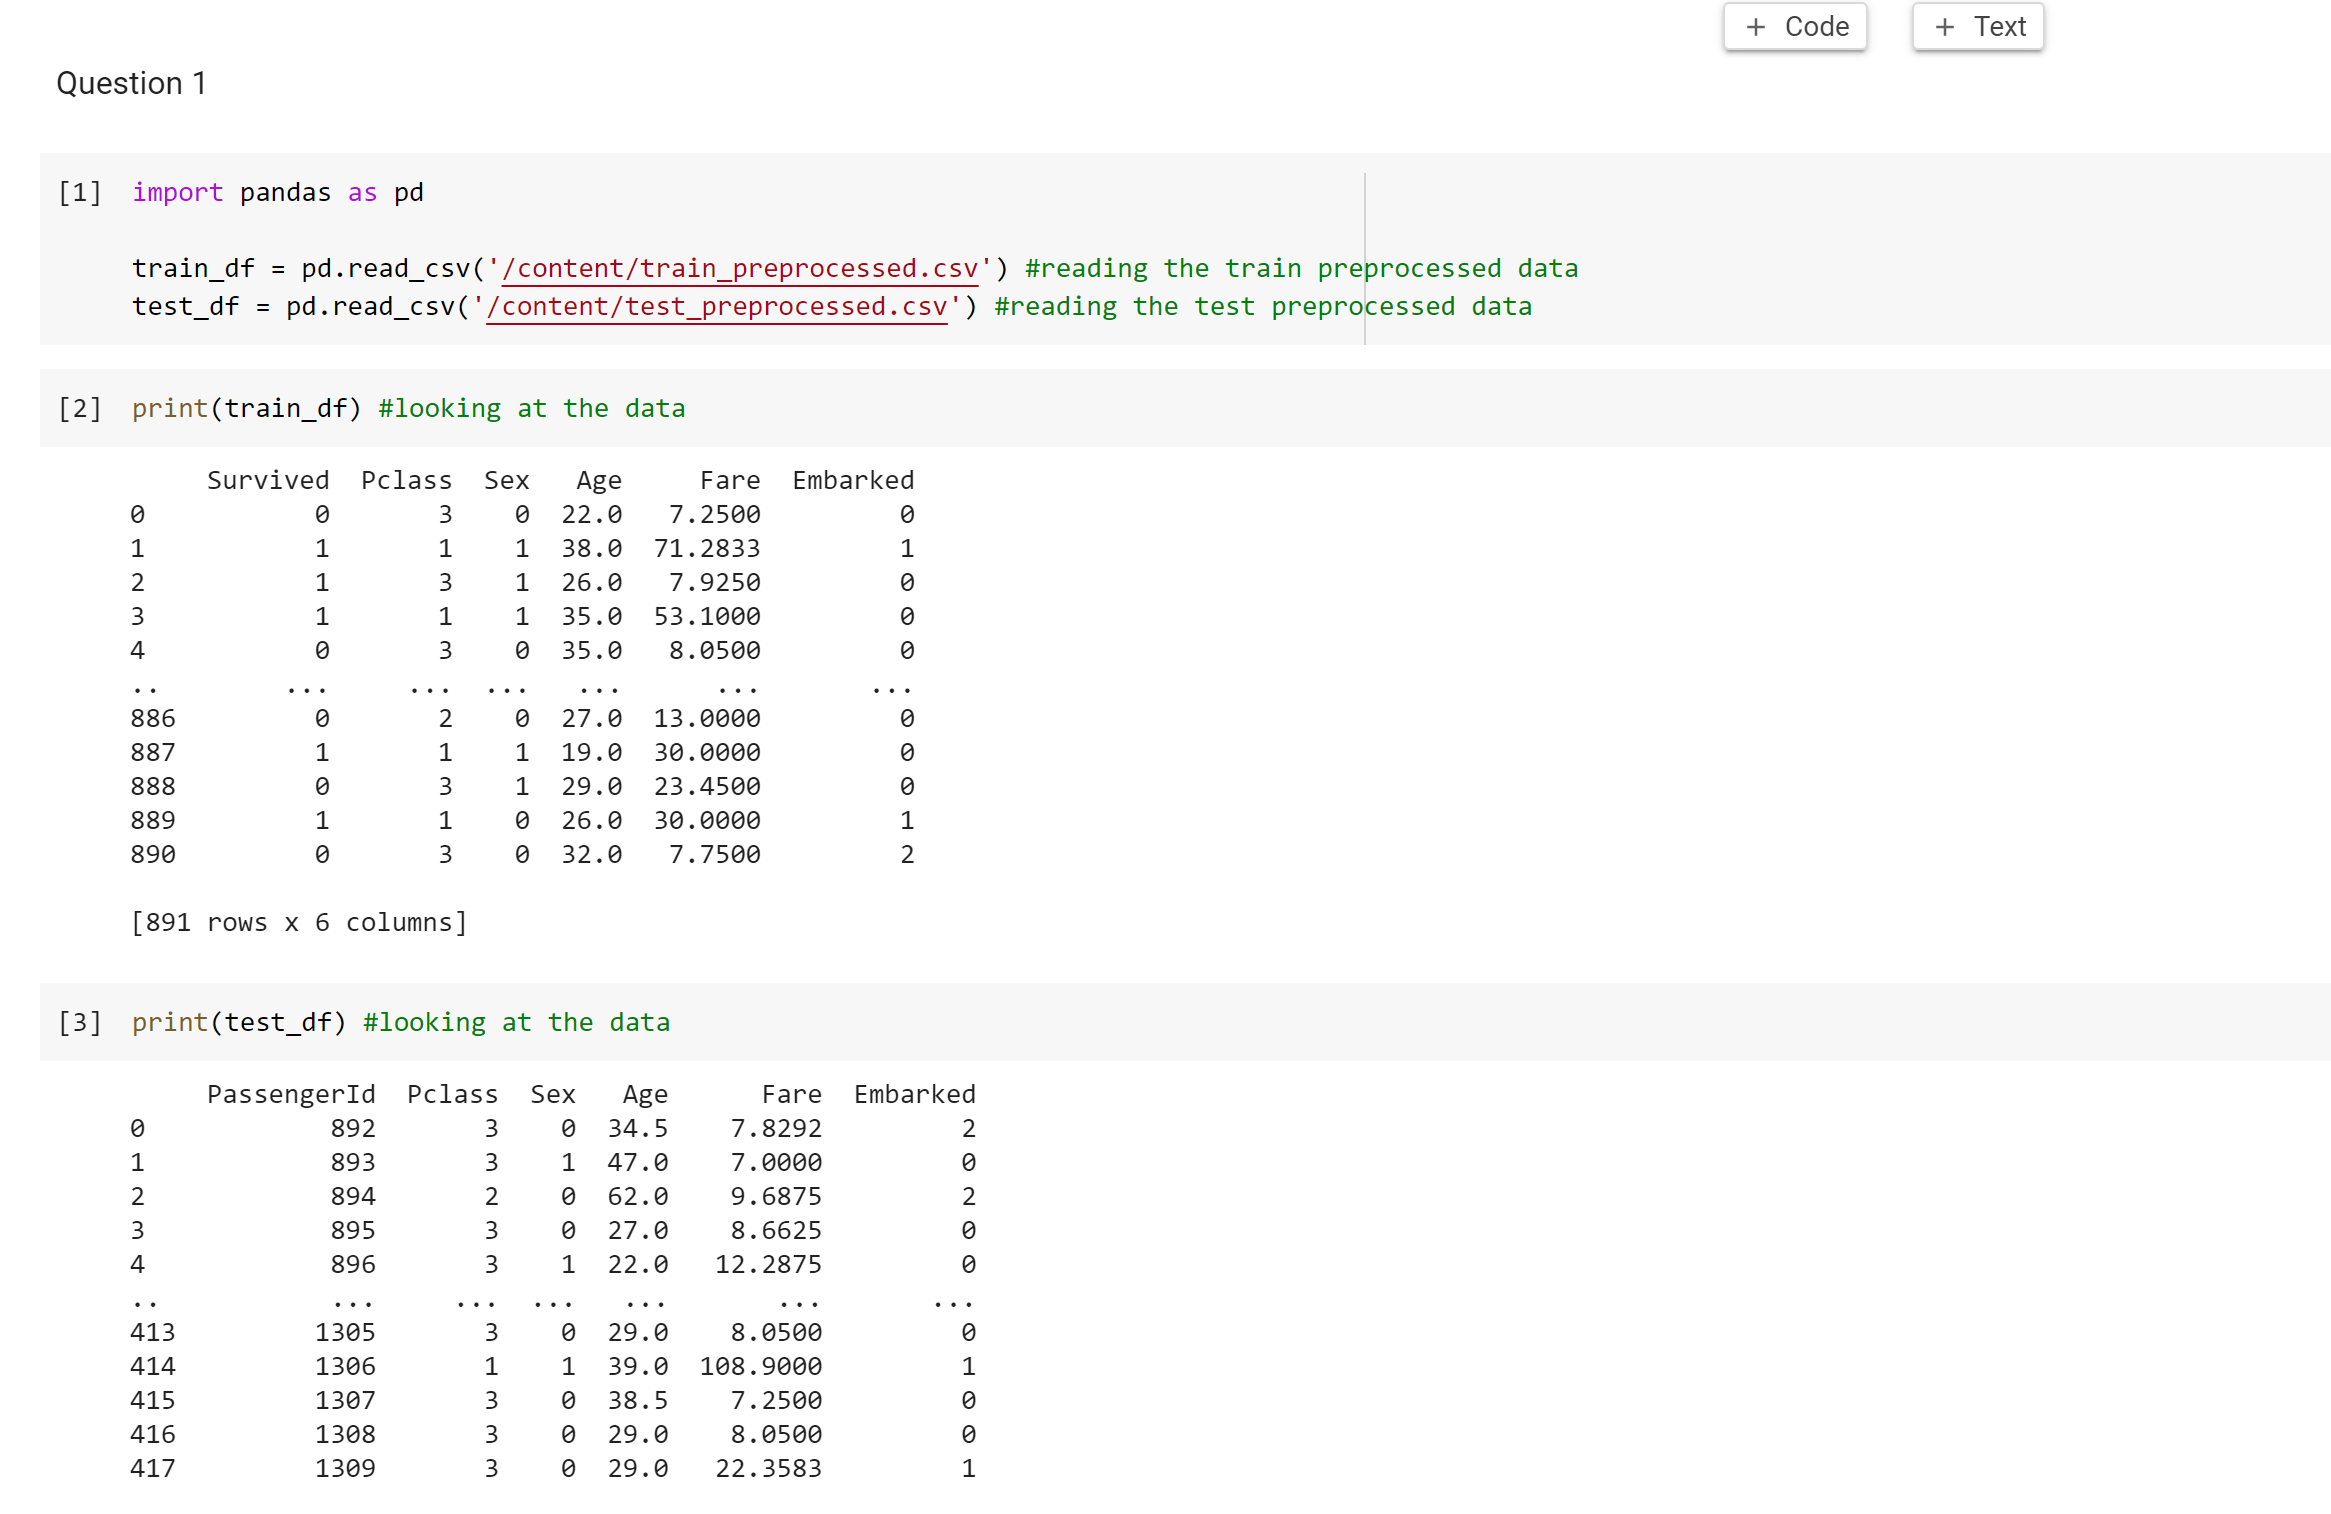 + Code + Text
Question 1
[1] import pandas as pd
train_df = pd.read_csv('/content/train_preprocessed.csv') #reading the train preprocessed data
test_df = pd.read_csv('/content/test_preprocessed.csv') #reading the test preprocessed data
[2] print(train_df) #looking at the data
Survived Pclass Sex Age Fare Embarked
0 0 3 0 22.0 7.2500 0
1 1 1 1 38.0 71.2833 1
2 1 3 1 26.0 7.9250 0
3 1 1 1 35.0 53.1000 0
4 0 3 0 35.0 8.0500 0
.. ... ... ... ... ... ...
886 0 2 0 27.0 13.0000 0
887 1 1 1 19.0 30.0000 0
888 0 3 1 29.0 23.4500 0
889 1 1 0 26.0 30.0000 1
890 0 3 0 32.0 7.7500 2
[891 rows x 6 columns]
[3] print(test_df) #looking at the data
PassengerId Pclass Sex Age Fare Embarked
0 892 3 0 34.5 7.8292 2
1 893 3 1 47.0 7.0000 0
2 894 2 0 62.0 9.6875 2
3 895 3 0 27.0 8.6625 0
4 896 3 1 22.0 12.2875 0
.. ... ... ... ... ... ...
413 1305 3 0 29.0 8.0500 0
414 1306 1 1 39.0 108.9000 1
415 1307 3 0 38.5 7.2500 0
416 1308 3 0 29.0 8.0500 0
417 1309 3 0 29.0 22.3583 1